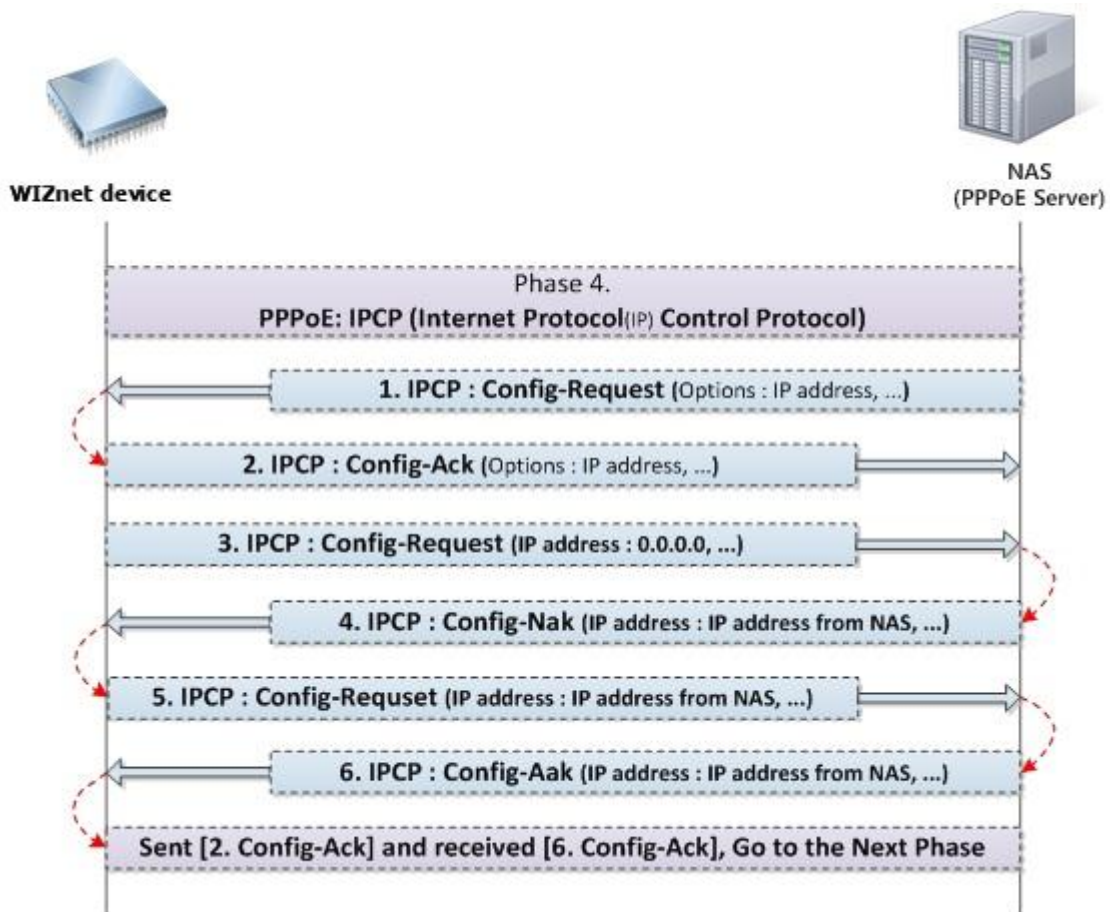 WIZnet device
NAS
(PPPoE Server)
Phase 4.
PPPoE: IPCP (Internet Protocol(IP) Control Protocol)
1. IPCP : Config-Request (Options : IP address, ...)
2. IPCP : Config-Ack (Options : IP address, ...)
3. IPCP : Config-Request (IP address : 0.0.0.0, ...)
4. IPCP : Config-Nak (IP address : IP address from NAS, ...)
5. IPCP : Config-Requset (IP address : IP address from NAS, ...)
6. IPCP : Config-Aak (IP address : IP address from NAS, ...)
Sent [2. Config-Ack] and received [6. Config-Ack], Go to the Next Phase